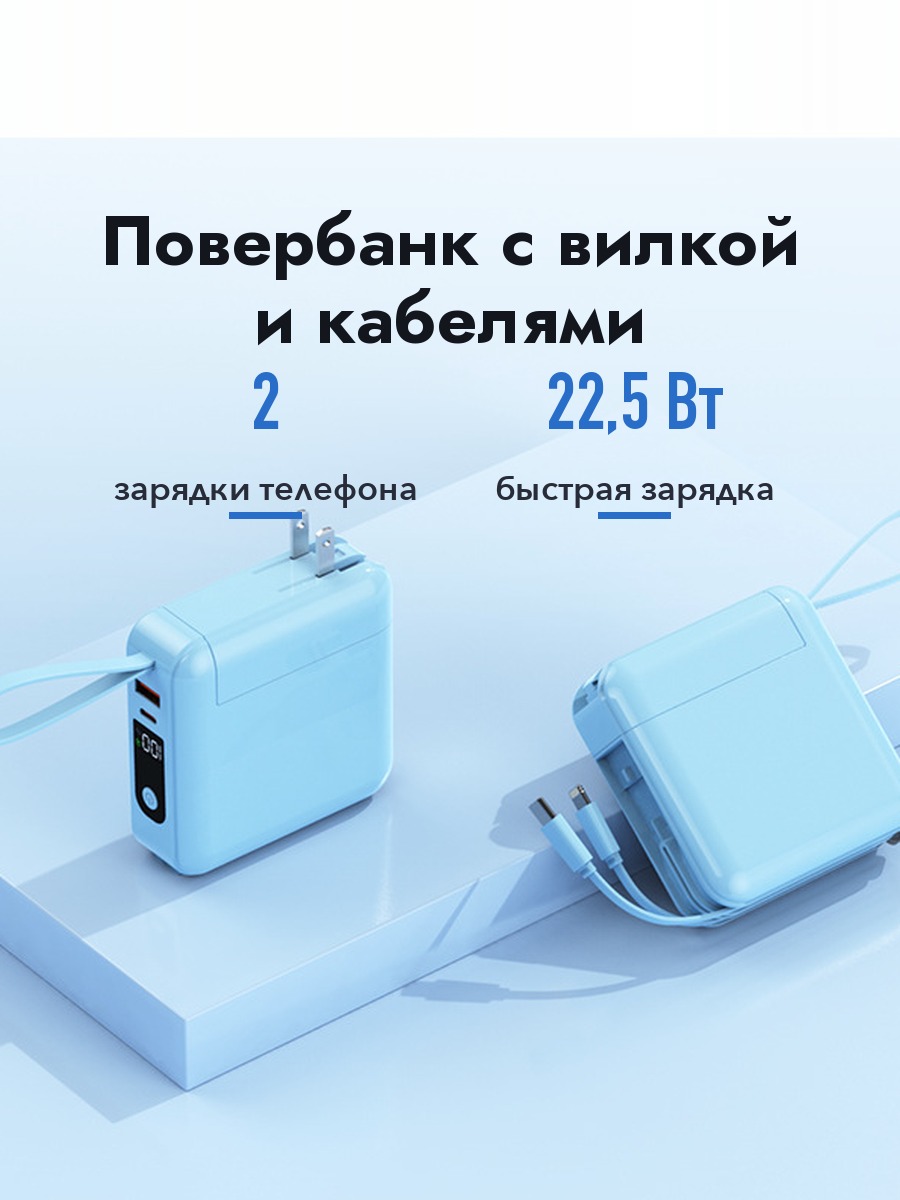 Повербанк с вилкой
и кабелями
2
22,5 Вт
зарядки телефона
быстрая зарядка